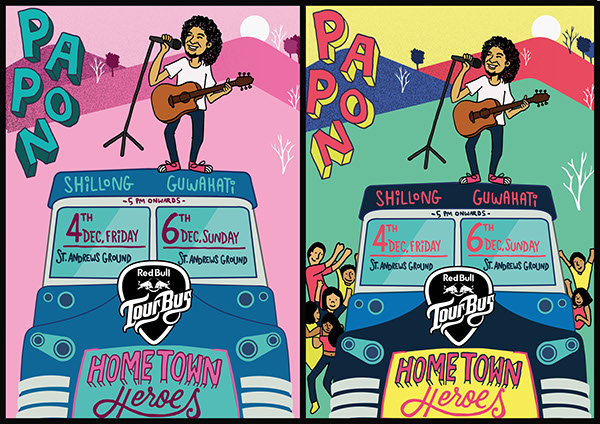 PAPON
SHILLONG GUWAHATI
~5 PM ONWARDS~
4TH DEC, FRIDAY
ST. ANDREWS GROUND
6TH DEC, SUNDAY
ST. ANDREWS GROUND
Red Bull
TourBus
HOME TOWN
Heroes
PAPON
SHILLONG GUWAHATI
~5 PM ONWARDS~
4TH DEC, FRIDAY
ST. ANDREWS GROUND
6TH DEC, SUNDAY
ST. ANDREWS GROUND
Red Bull
TourBus
HOME TOWN
Heroes